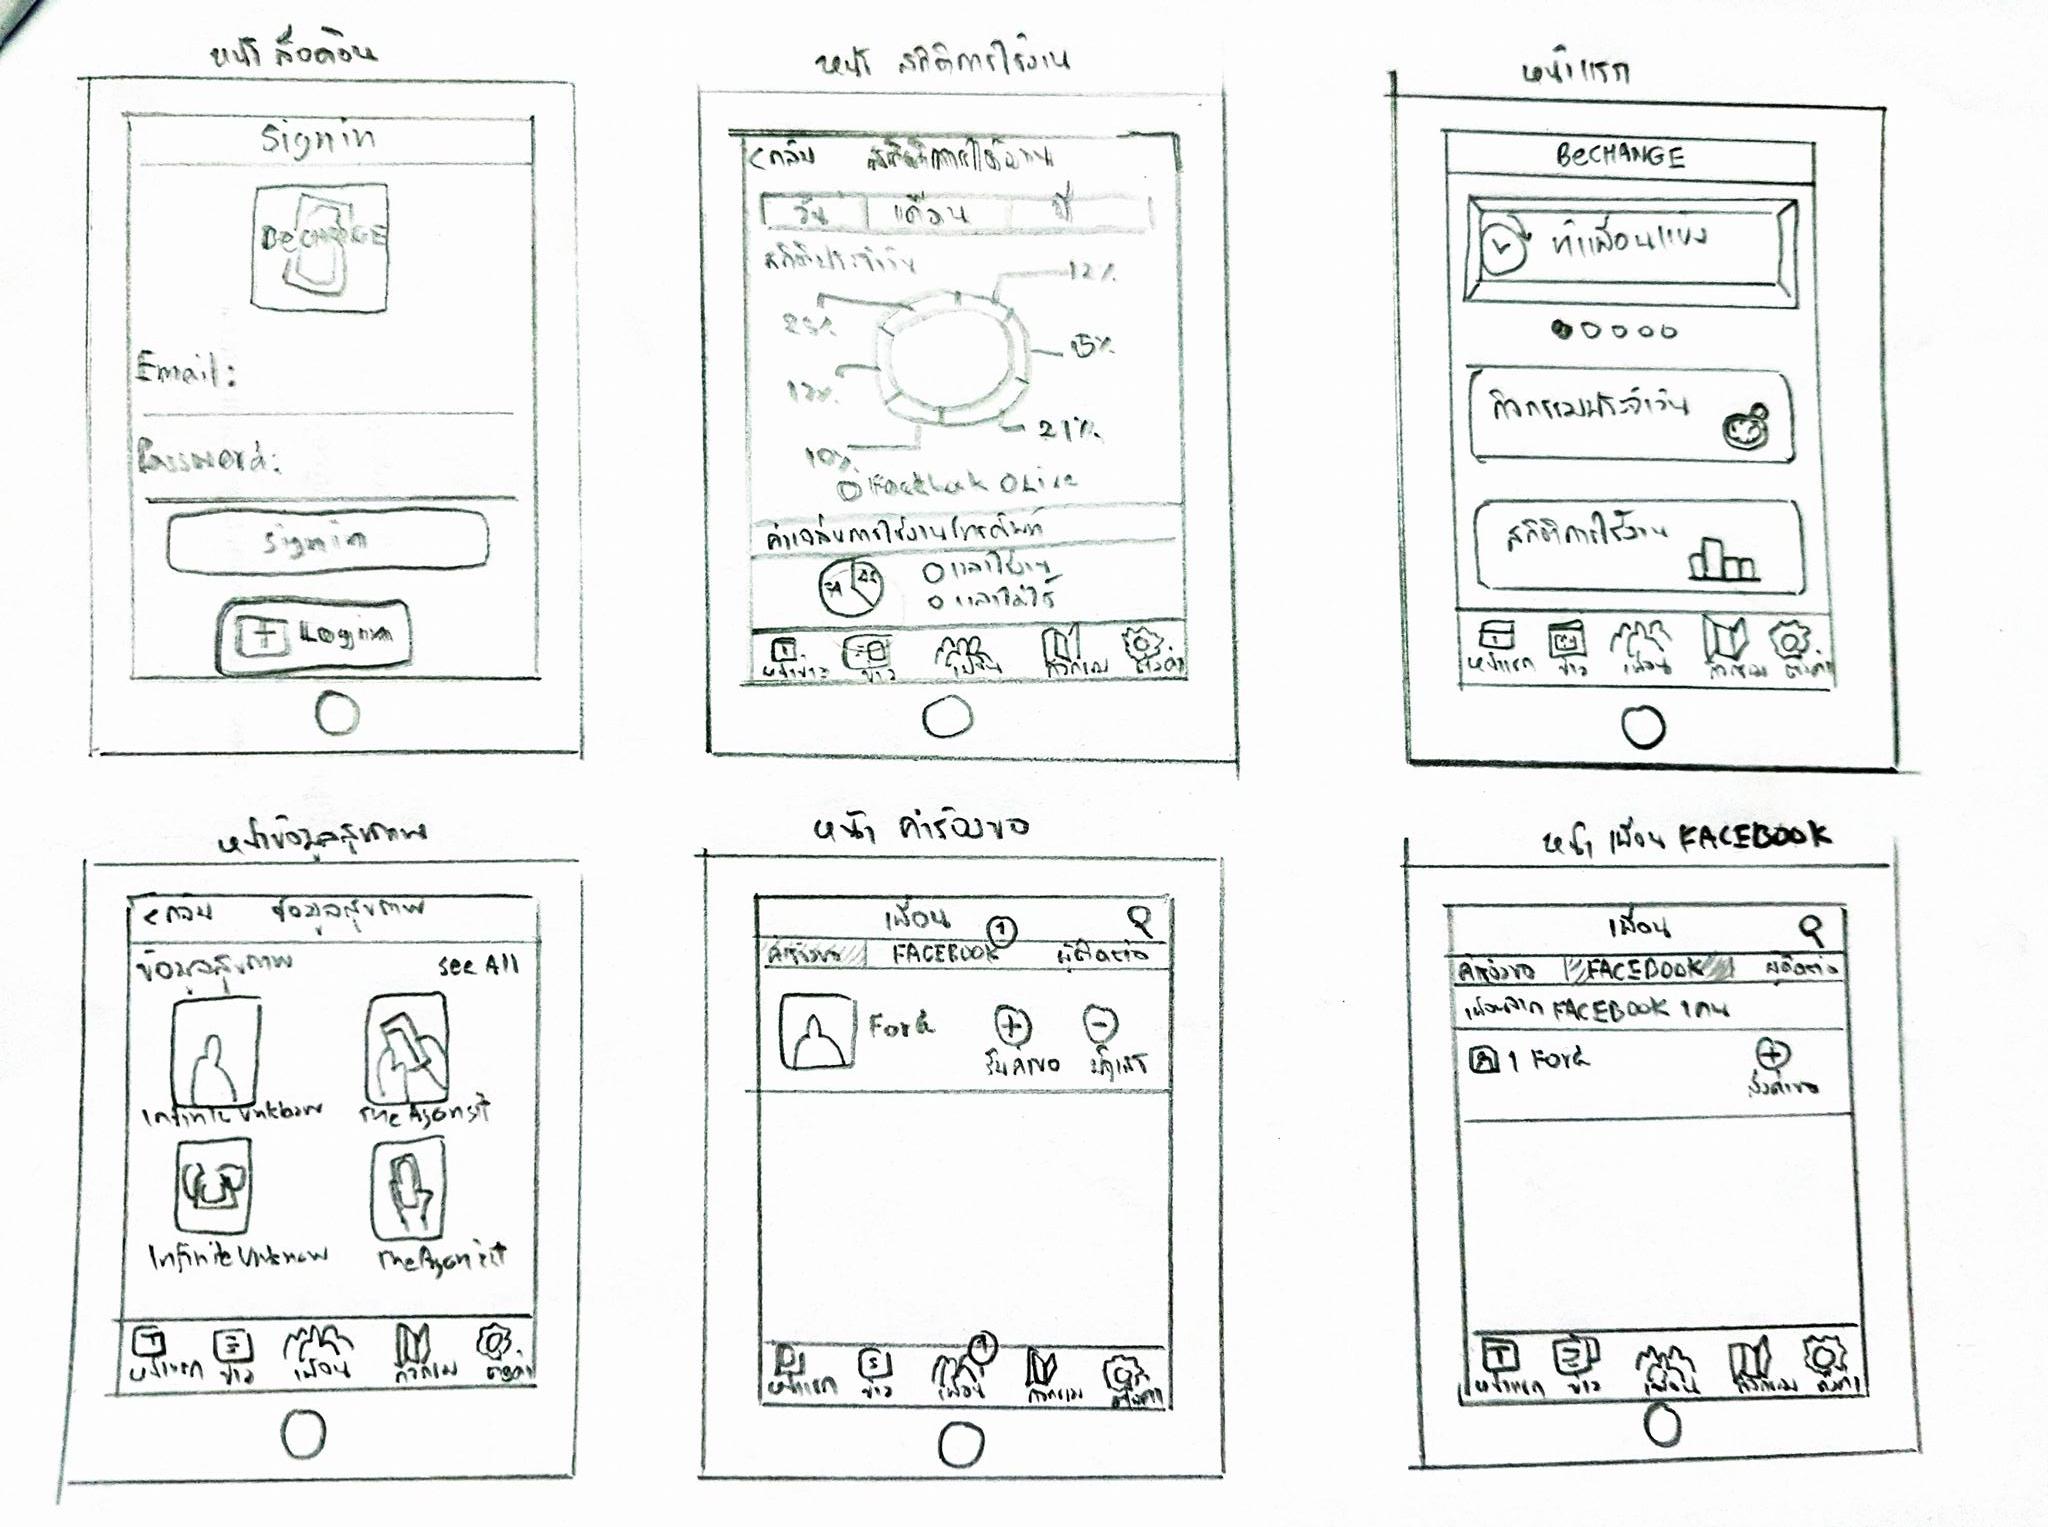 หน้า ล็อคอิน
Signin
BeCHANGE
Email:
Password:
Signin
Login
หน้า สถิติการใช้งาน
<กลับ สถิติการใช้งาน
วัน เดือน ปี
สถิติประจำวัน
12%
25%
15%
12%
21%
10%
Facebook Line
ค่าเฉลี่ยการใช้งานโทรศัพท์
เวลาใช้งาน
เวลาไม่ใช้
ข่าว เพื่อน กิจกรรม ตั้งค่า
หน้าแรก
BeCHANGE
กิจกรรมประจำวัน
สถิติการใช้งาน
หน้าแรก ข่าว เพื่อน กิจกรรม ตั้งค่า
หน้าข้อมูลสุขภาพ
<กลับ ข้อมูลสุขภาพ
ข้อมูลสุขภาพ see All
Infinite The Agonist
Infinite Unknow The Agonist
หน้าแรก ข่าว เพื่อน กิจกรรม ตั้งค่า
หน้า คำร้องขอ
เพื่อน
1
คำร้องขอ FACEBOOK ผู้ติดต่อ
Ford
รับคำขอ ปฏิเสธ
1
หน้าแรก ข่าว เพื่อน กิจกรรม ตั้งค่า
หน้า เพื่อน FACEBOOK
เพื่อน
คำร้องขอ FACEBOOK ผู้ติดต่อ
เพื่อนจาก FACEBOOK 1 คน
1 Ford
ส่งคำขอ
หน้าแรก ข่าว เพื่อน กิจกรรม ตั้งค่า